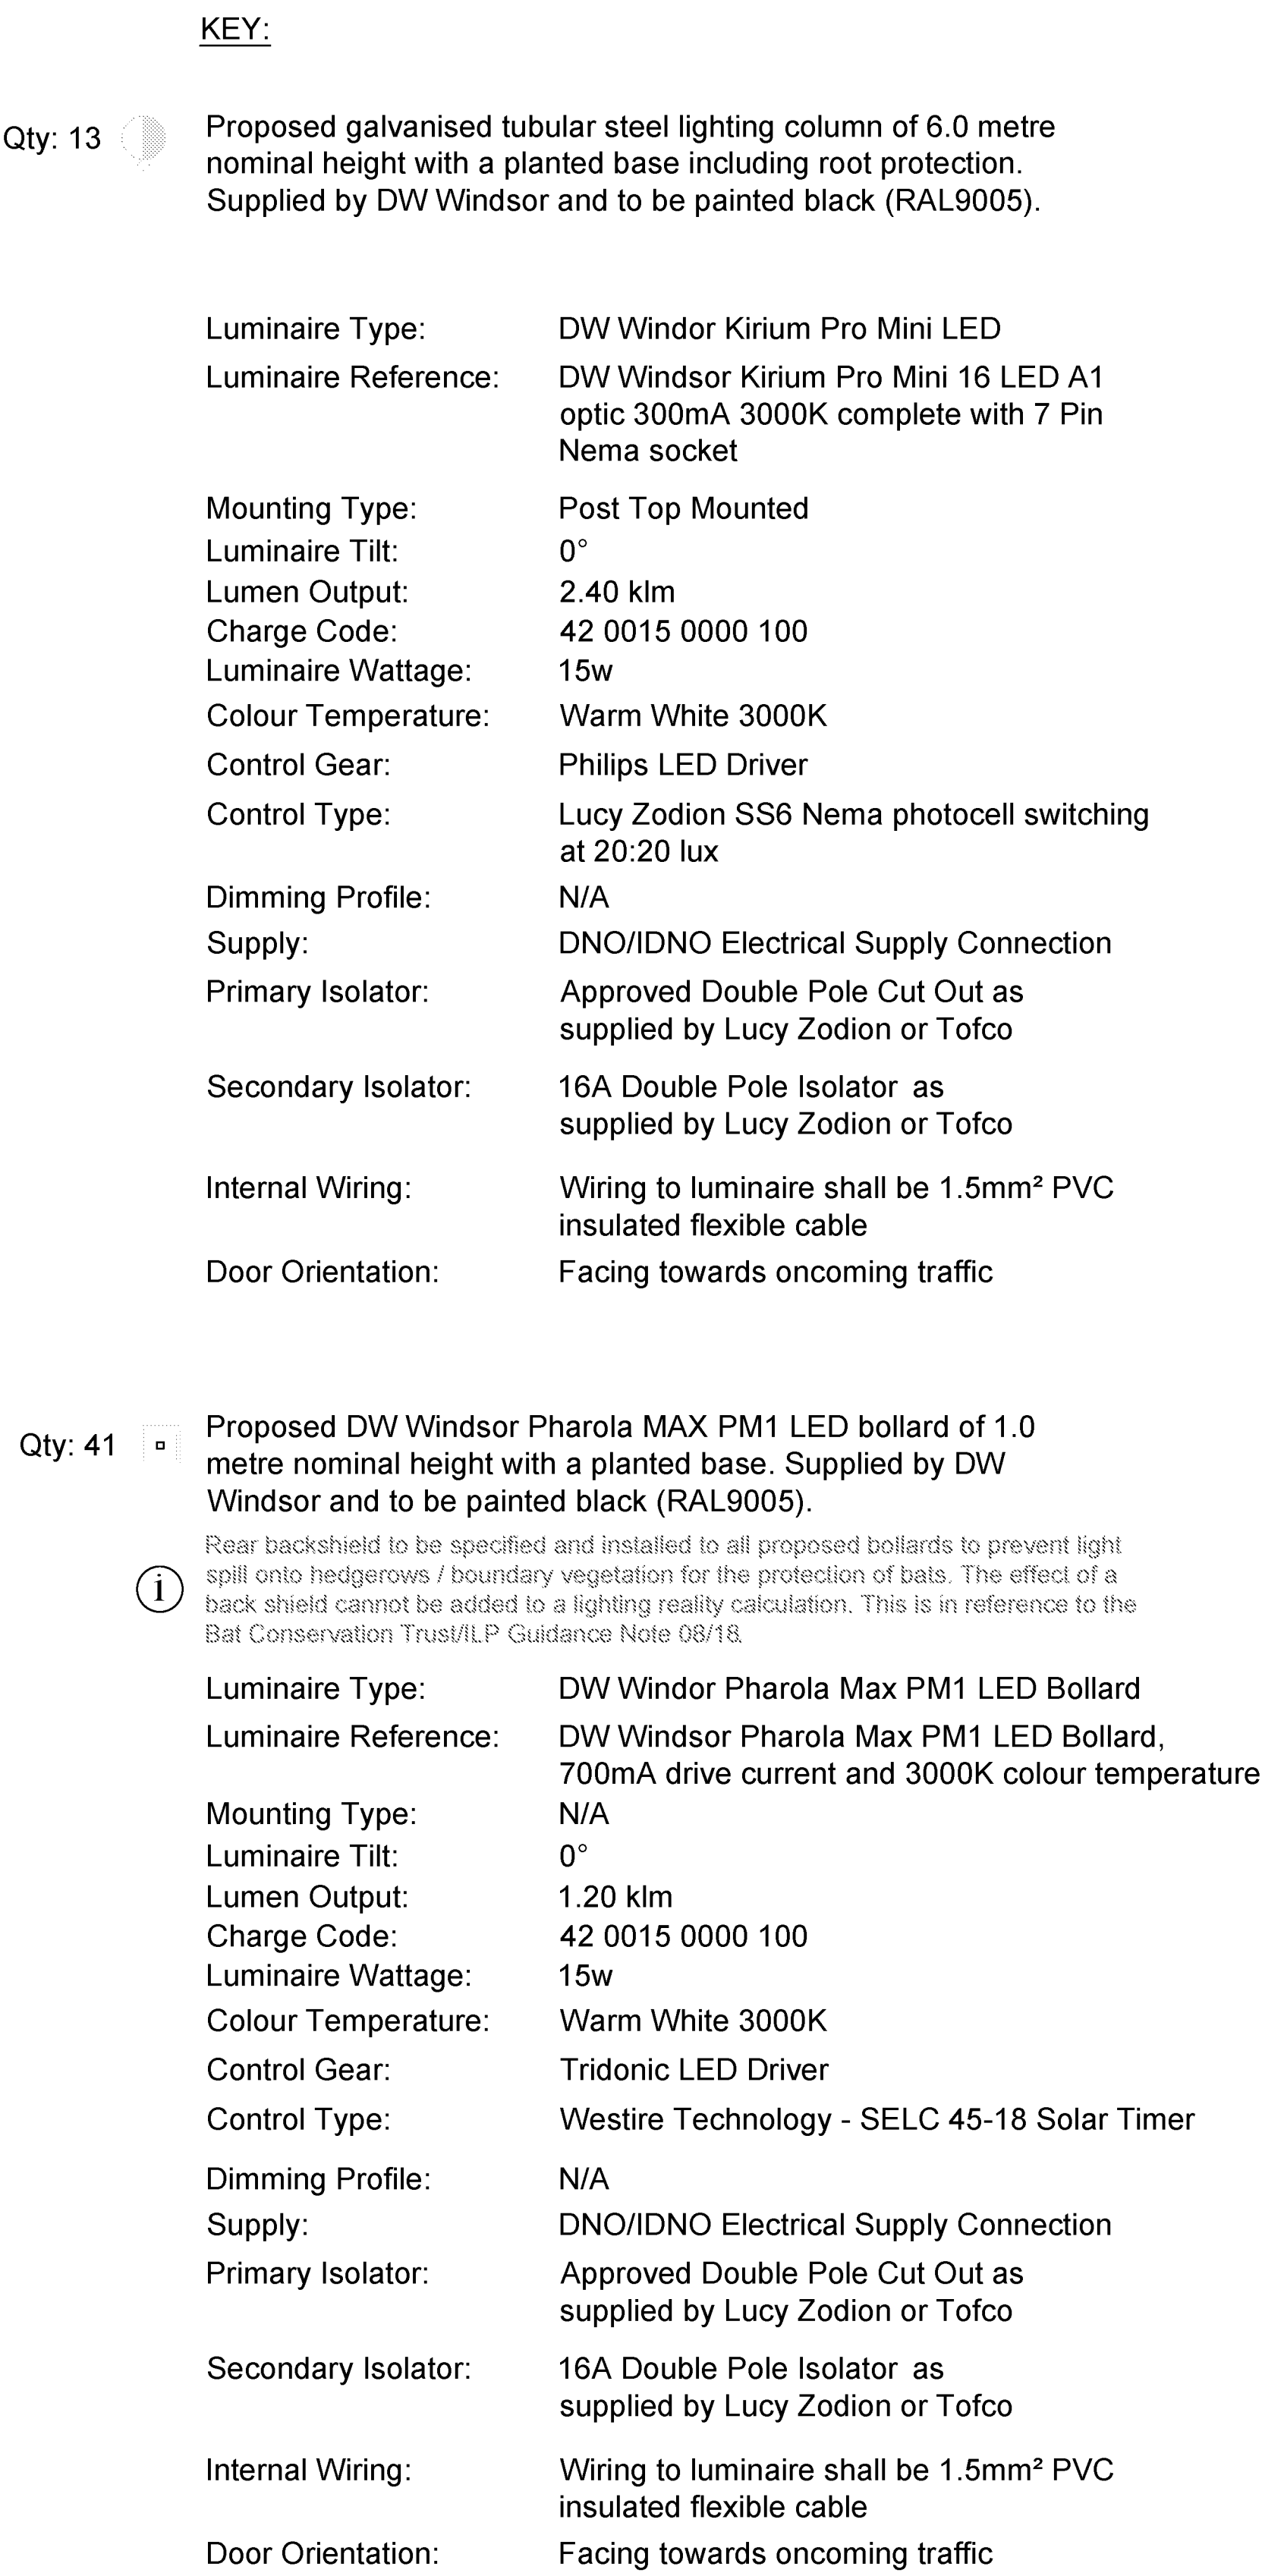 KEY:
Qty: 13
Proposed galvanised tubular steel lighting column of 6.0 metre
nominal height with a planted base including root protection.
Supplied by DW Windsor and to be painted black (RAL9005).
Luminaire Type: DW Windor Kirium Pro Mini LED
Luminaire Reference: DW Windsor Kirium Pro Mini 16 LED A1
optic 300mA 3000K complete with 7 Pin
Nema socket
Mounting Type: Post Top Mounted
Luminaire Tilt: 0°
Lumen Output: 2.40 klm
Charge Code: 42 0015 0000 100
Luminaire Wattage: 15w
Colour Temperature: Warm White 3000K
Control Gear: Philips LED Driver
Control Type: Lucy Zodion SS6 Nema photocell switching
at 20:20 lux
Dimming Profile: N/A
Supply: DNO/IDNO Electrical Supply Connection
Primary Isolator: Approved Double Pole Cut Out as
supplied by Lucy Zodion or Tofco
Secondary Isolator: 16A Double Pole Isolator as
supplied by Lucy Zodion or Tofco
Internal Wiring: Wiring to luminaire shall be 1.5mm² PVC
insulated flexible cable
Door Orientation: Facing towards oncoming traffic
Qty: 41
Proposed DW Windsor Pharola MAX PM1 LED bollard of 1.0
metre nominal height with a planted base. Supplied by DW
Windsor and to be painted black (RAL9005).
i
Rear backshield to be specified and installed to all proposed bollards to prevent light
spill onto hedgerows / boundary vegetation for the protection of bats. The effect of a
back shield cannot be added to a lighting reality calculation. This is in reference to the
Bat Conservation Trust/ILP Guidance Note 08/18.
Luminaire Type: DW Windor Pharola Max PM1 LED Bollard
Luminaire Reference: DW Windsor Pharola Max PM1 LED Bollard,
700mA drive current and 3000K colour temperature
Mounting Type: N/A
Luminaire Tilt: 0°
Lumen Output: 1.20 klm
Charge Code: 42 0015 0000 100
Luminaire Wattage: 15w
Colour Temperature: Warm White 3000K
Control Gear: Tridonic LED Driver
Control Type: Westire Technology - SELC 45-18 Solar Timer
Dimming Profile: N/A
Supply: DNO/IDNO Electrical Supply Connection
Primary Isolator: Approved Double Pole Cut Out as
supplied by Lucy Zodion or Tofco
Secondary Isolator: 16A Double Pole Isolator as
supplied by Lucy Zodion or Tofco
Internal Wiring: Wiring to luminaire shall be 1.5mm² PVC
insulated flexible cable
Door Orientation: Facing towards oncoming traffic